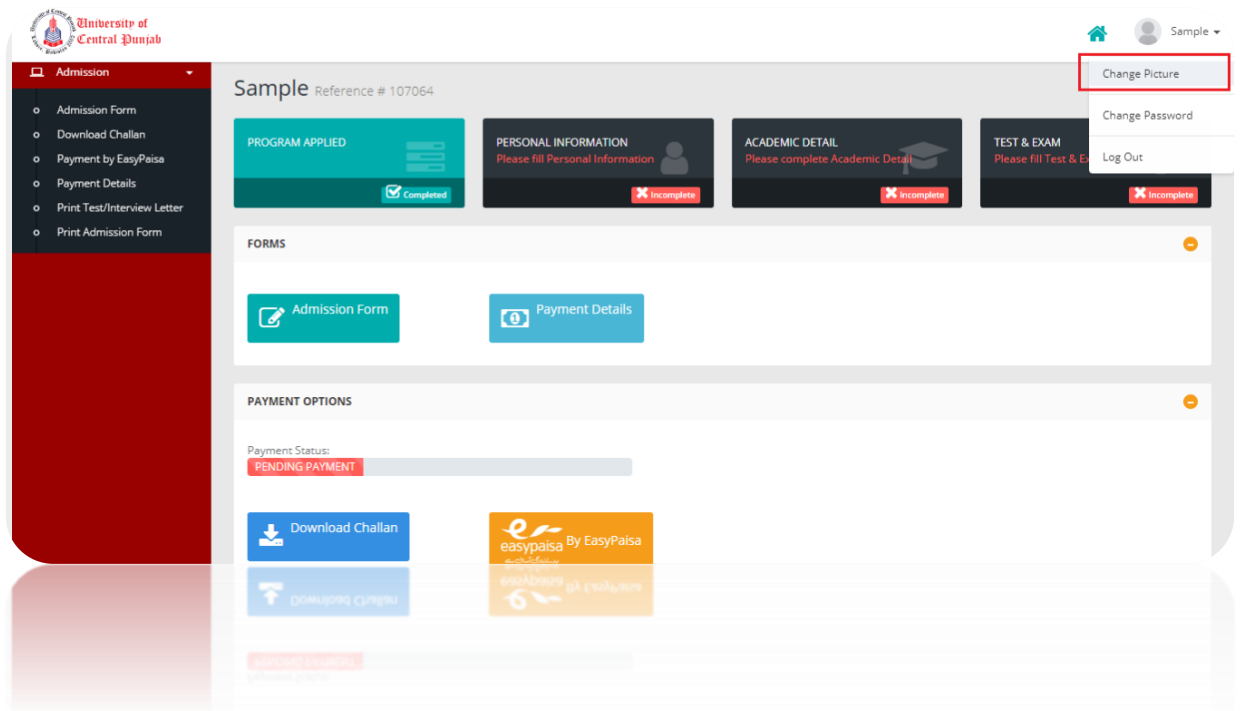 University of
Central Punjab
Sample
Change Picture
Change Password
Log Out
Admission
Admission Form
Download Challan
Payment by EasyPaisa
Payment Details
Print Test/Interview Letter
Print Admission Form
Sample Reference # 107064
PROGRAM APPLIED
Completed
PERSONAL INFORMATION
Please fill Personal Information
Incomplete
ACADEMIC DETAIL
Please complete Academic Detail
Incomplete
TEST & EXAM
Please fill Test &
Incomplete
FORMS
Admission Form
Payment Details
PAYMENT OPTIONS
Payment Status:
PENDING PAYMENT
Download Challan
easypaisa By EasyPaisa